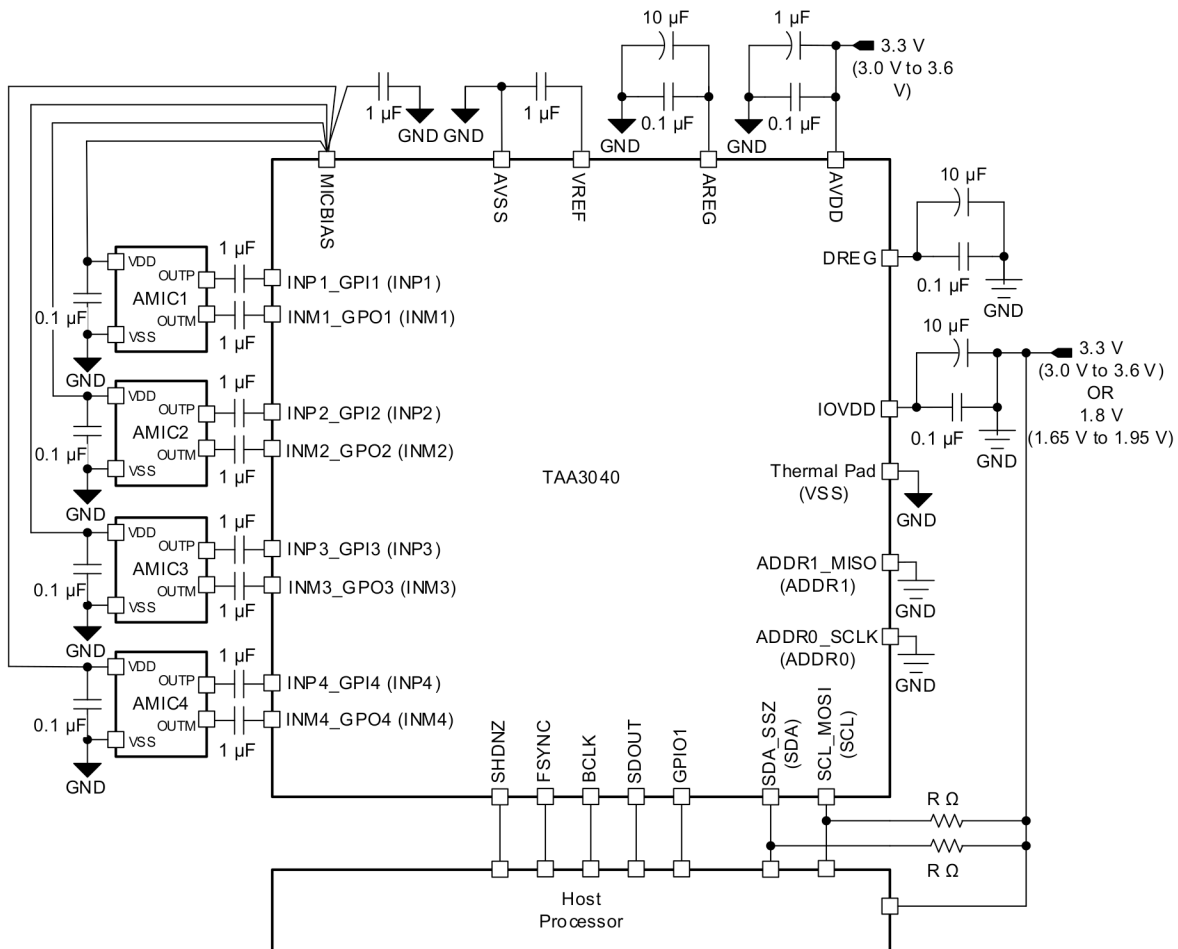 10 µF
1 µF
3.3 V
(3.0 V to 3.6
V)
1 µF
GND
GND
1 µF
0.1 µF
GND
0.1 µF
GND
MICBIAS
AVSS
VREF
AREG
AVDD
10 µF
DREG
0.1 µF
GND
1 µF
VDD
OUTP
AMIC1
OUTM
VSS
0.1 µF
1 µF
GND
INP1_GPI1 (INP1)
INM1_GPO1 (INM1)
10 µF
3.3 V
(3.0 V to 3.6 V)
OR
1.8 V
(1.65 V to 1.95 V)
IOVDD
0.1 µF
GND
1 µF
VDD
OUTP
AMIC2
OUTM
VSS
0.1 µF
1 µF
GND
INP2_GPI2 (INP2)
INM2_GPO2 (INM2)
TAA3040
Thermal Pad
(VSS)
GND
1 µF
VDD
OUTP
AMIC3
OUTM
VSS
0.1 µF
1 µF
GND
INP3_GPI3 (INP3)
INM3_GPO3 (INM3)
ADDR1_MISO
(ADDR1)
GND
ADDR0_SCLK
(ADDR0)
GND
1 µF
VDD
OUTP
AMIC4
OUTM
VSS
0.1 µF
1 µF
GND
INP4_GPI4 (INP4)
INM4_GPO4 (INM4)
SHDNZ
FSYNC
BCLK
SDOUT
GPIO1
SDA_SSZ
(SDA)
SCL_MOSI
(SCL)
R Ω
R Ω
Host
Processor